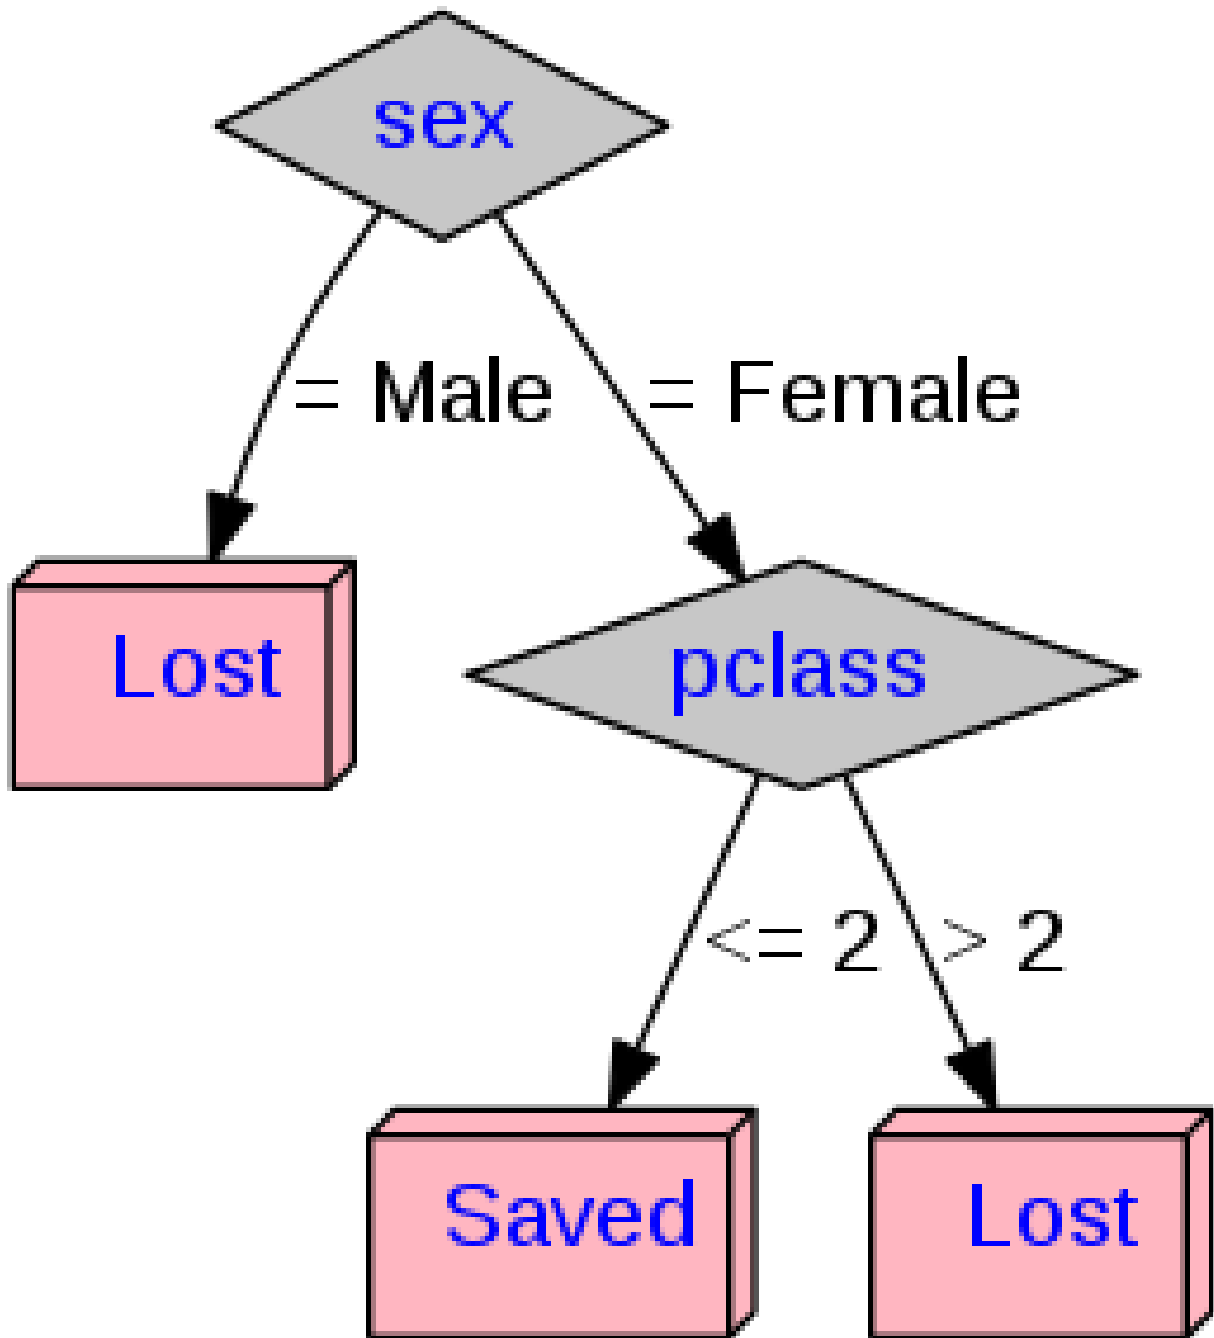 sex
= Male
= Female
Lost
pclass
<= 2
> 2
Saved
Lost